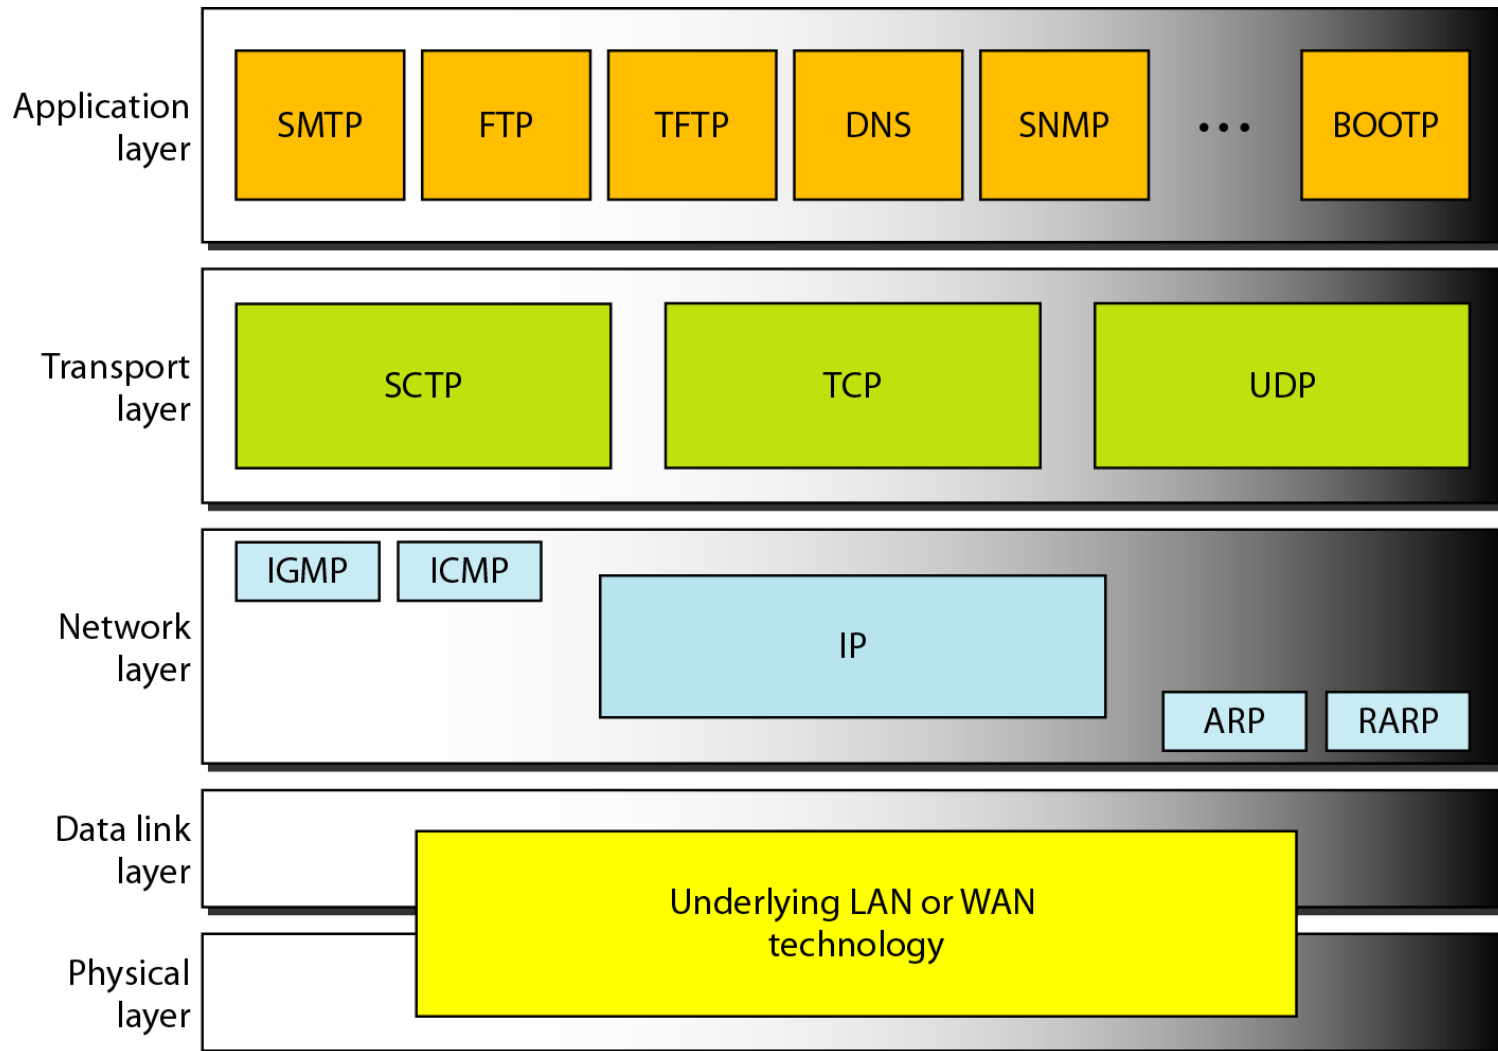 Application
layer
SMTP
FTP
TFTP
DNS
SNMP
...
BOOTP
Transport
layer
SCTP
TCP
UDP
Network
layer
IGMP
ICMP
IP
ARP
RARP
Data link
layer
Underlying LAN or WAN
technology
Physical
layer